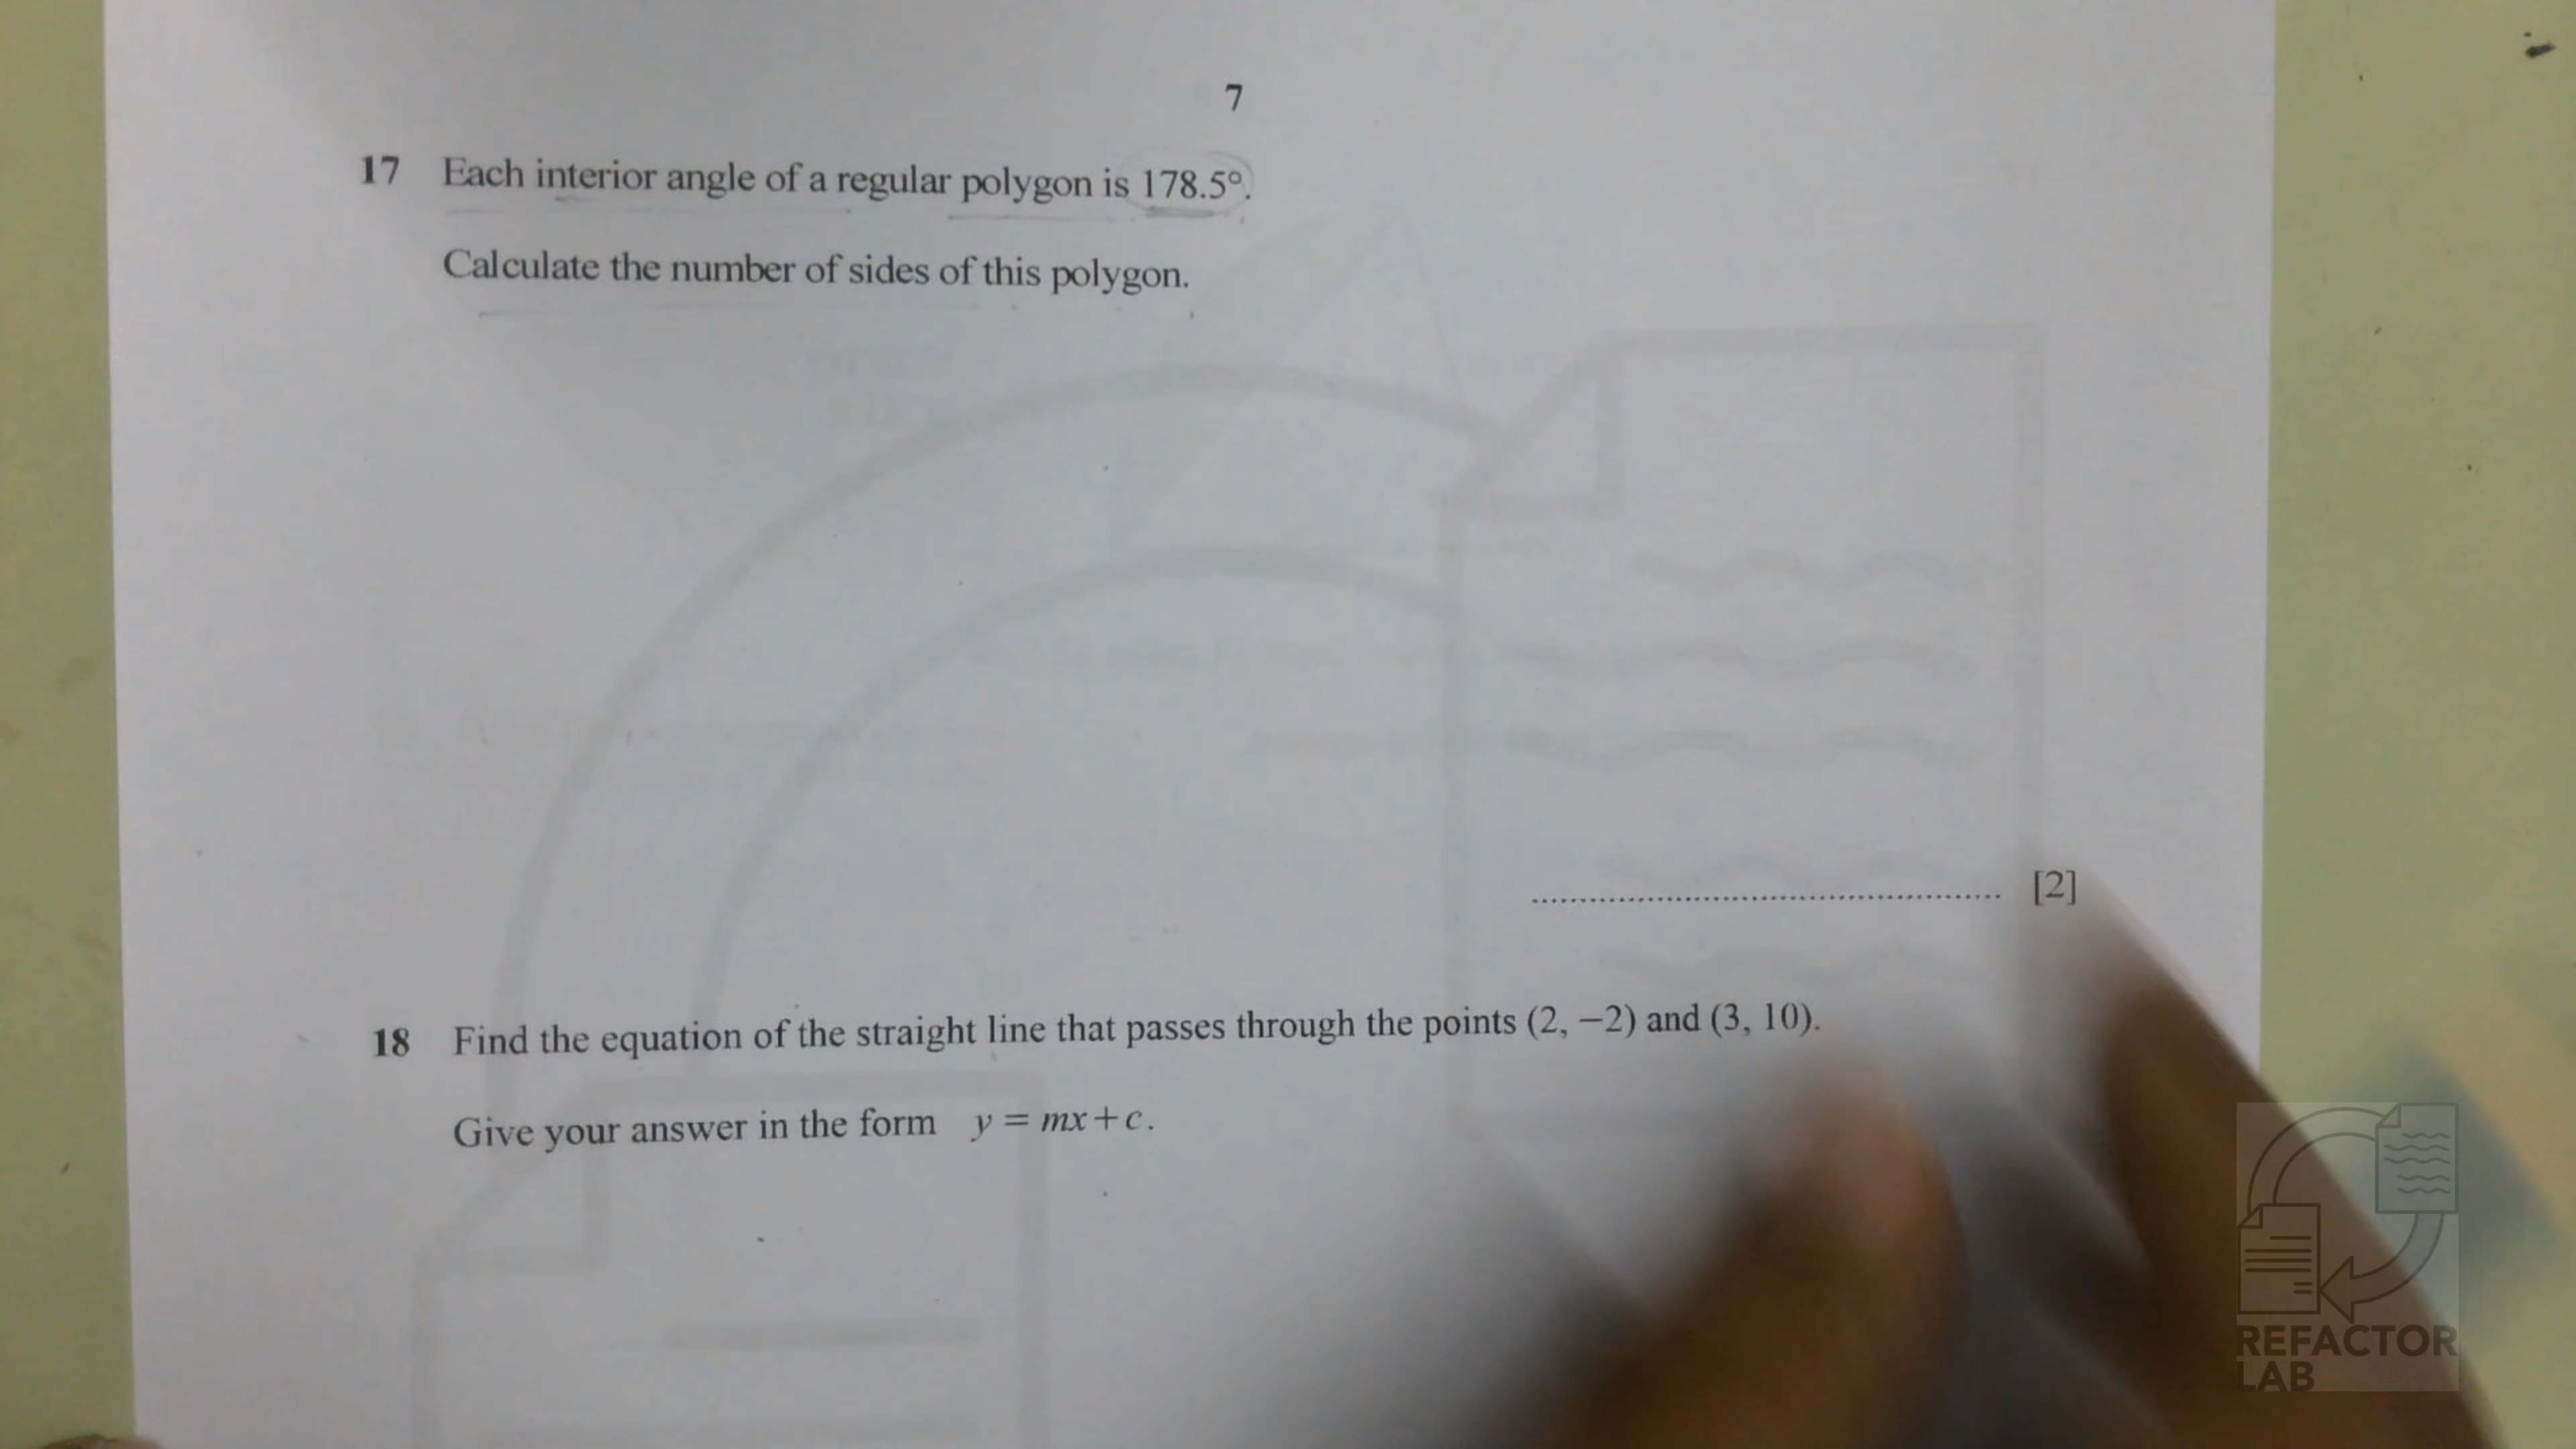 7
17 Each interior angle of a regular polygon is 178.5°.
Calculate the number of sides of this polygon.
.................................................. [2]
18 Find the equation of the straight line that passes through the points (2, −2) and (3, 10).
Give your answer in the form y = mx + c.
REFACTOR
LAB